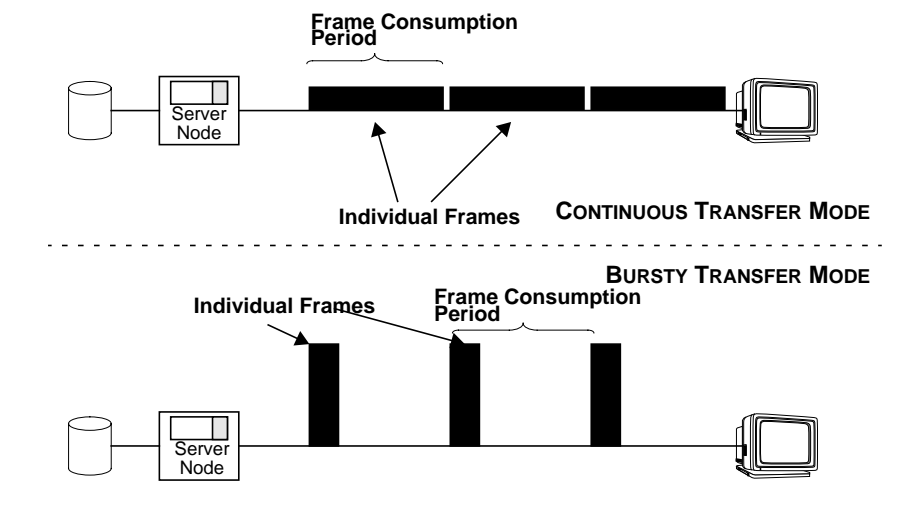 Frame Consumption
Period
Server
Node
Individual Frames
CONTINUOUS TRANSFER MODE
BURSTY TRANSFER MODE
Individual Frames
Frame Consumption
Period
Server
Node